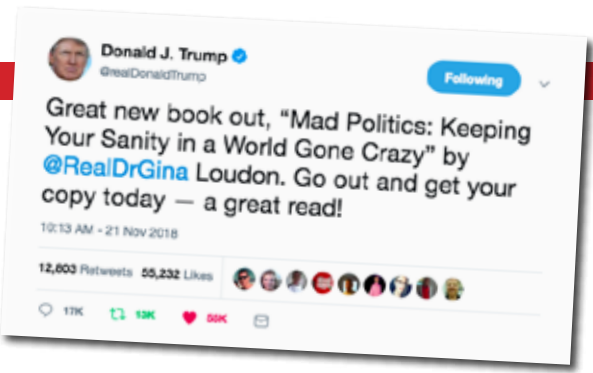 Donald J. Trump
@realDonaldTrump
Following
Great new book out, “Mad Politics: Keeping
Your Sanity in a World Gone Crazy” by
@RealDrGina Loudon. Go out and get your
copy today — a great read!
10:13 AM - 21 Nov 2018
12,803 Retweets 55,232 Likes
17K 13K 55K